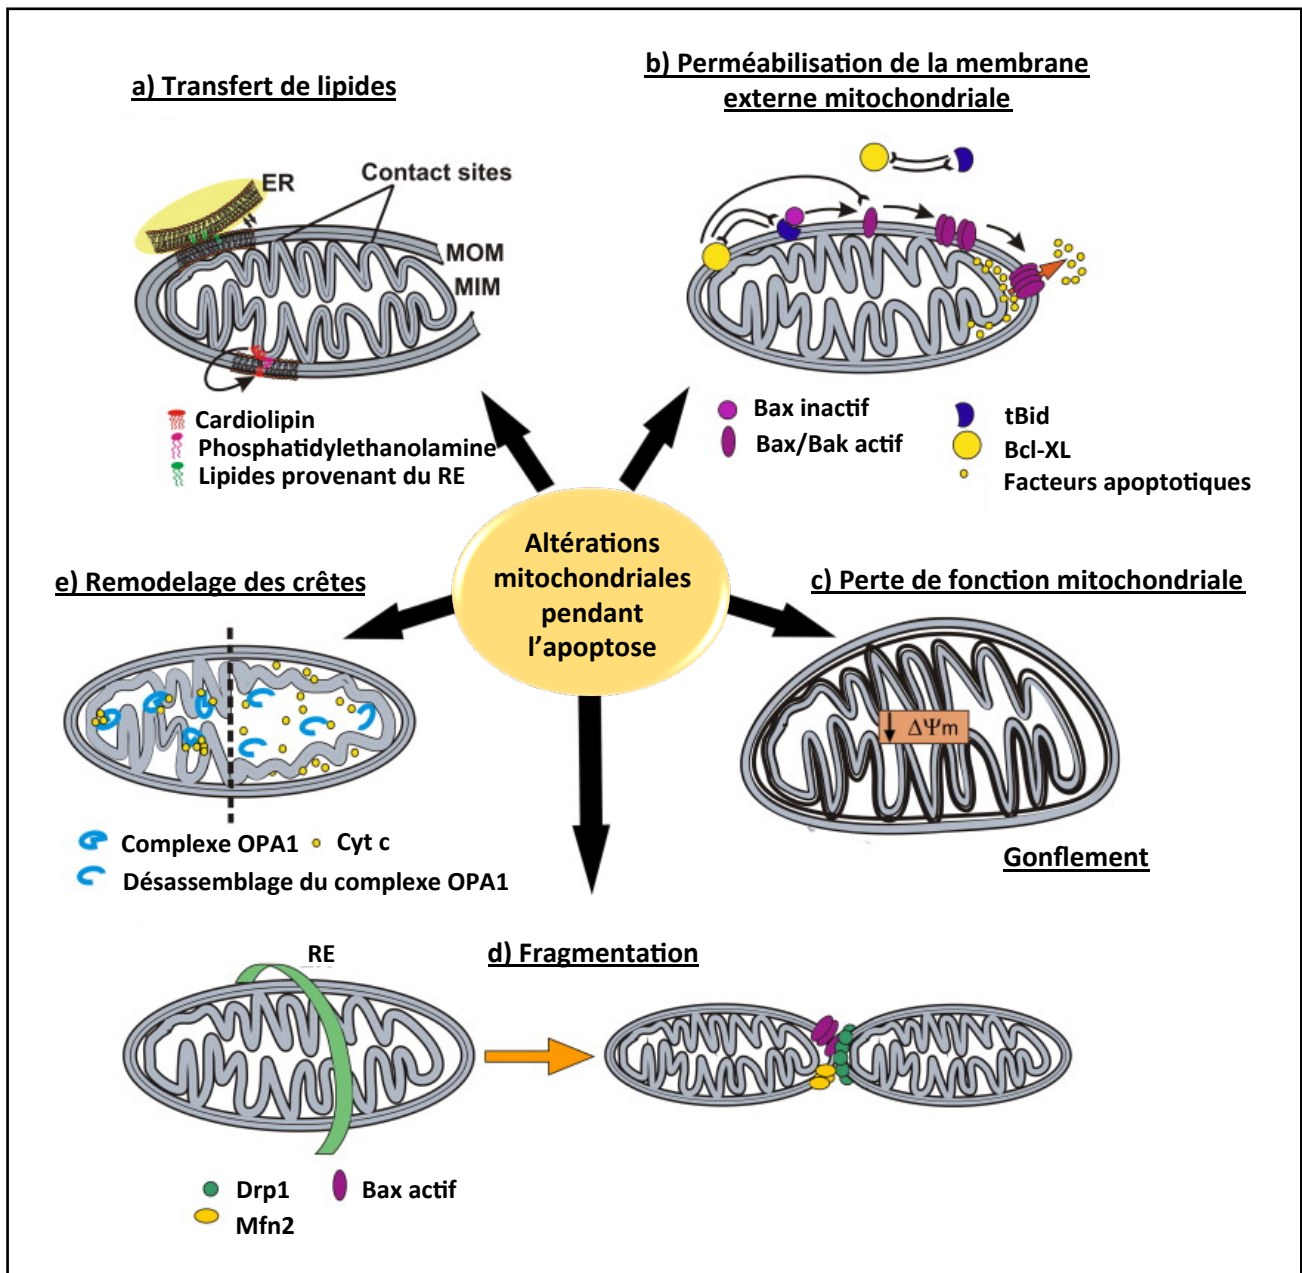 a) Transfert de lipides
ER
Contact sites
MOM
MIM
Cardiolipin
Phosphatidylethanolamine
Lipides provenant du RE
b) Perméabilisation de la membrane
externe mitochondriale
Bax inactif
Bax/Bak actif
tBid
Bcl-XL
Facteurs apoptotiques
Altérations
mitochondriales
pendant
l’apoptose
e) Remodelage des crêtes
Complexe OPA1
Cyt c
Désassemblage du complexe OPA1
c) Perte de fonction mitochondriale
ΔΨm
Gonflement
d) Fragmentation
RE
Drp1
Bax actif
Mfn2